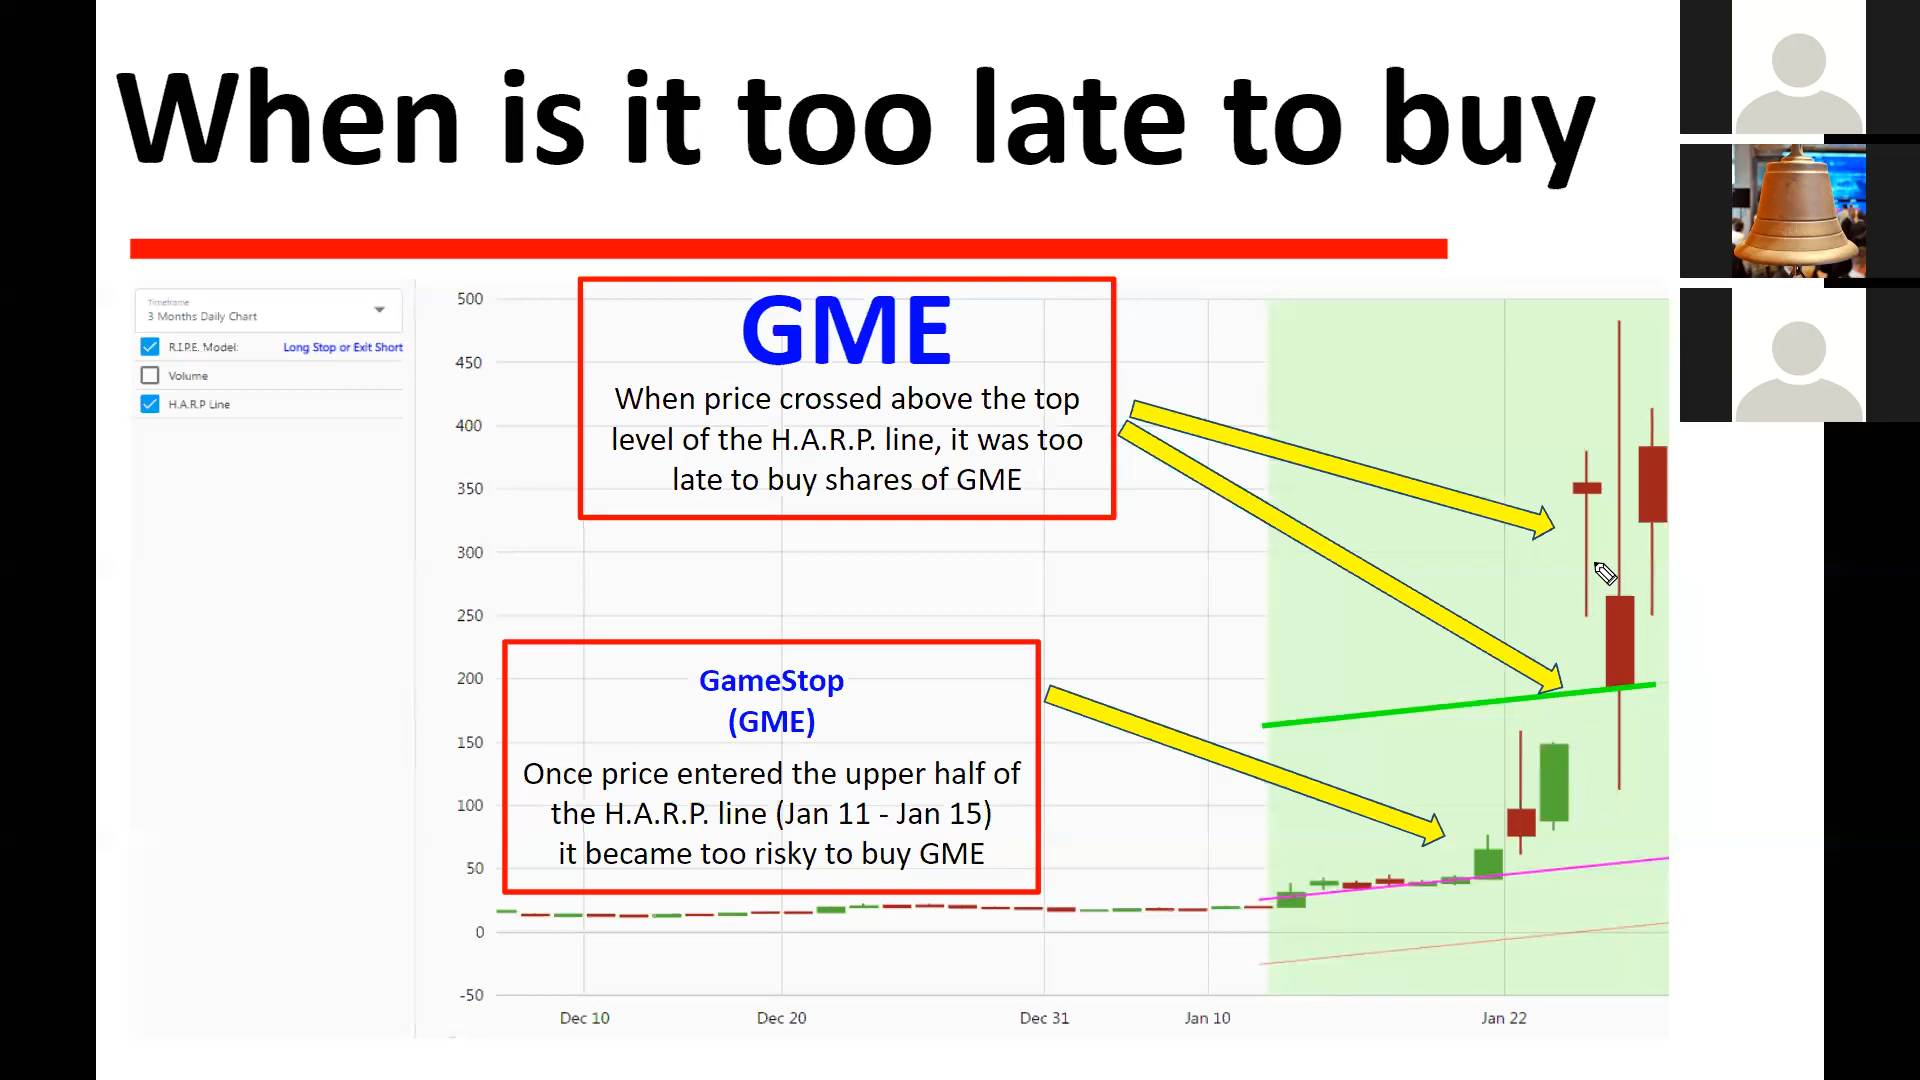 When is it too late to buy
Timeframe
3 Months Daily Chart
R.I.P.E. Model: Long Stop or Exit Short
Volume
H.A.R.P Line
GME
When price crossed above the top
level of the H.A.R.P. line, it was too
late to buy shares of GME
GameStop
(GME)
Once price entered the upper half of
the H.A.R.P. line (Jan 11 - Jan 15)
it became too risky to buy GME
500
450
400
350
300
250
200
150
100
50
0
-50
Dec 10 Dec 20 Dec 31 Jan 10 Jan 22